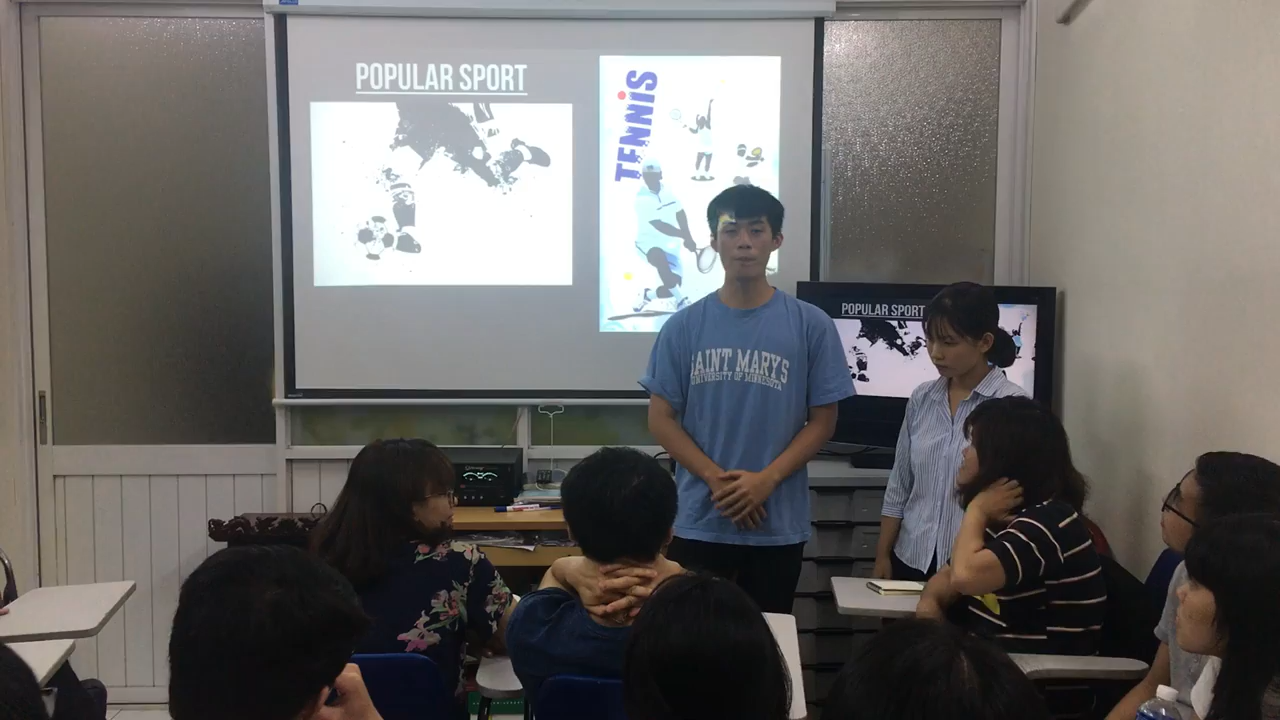 POPULAR SPORT
TENNIS
POPULAR SPORT
SAINT MARYS
UNIVERSITY OF MINNESOTA